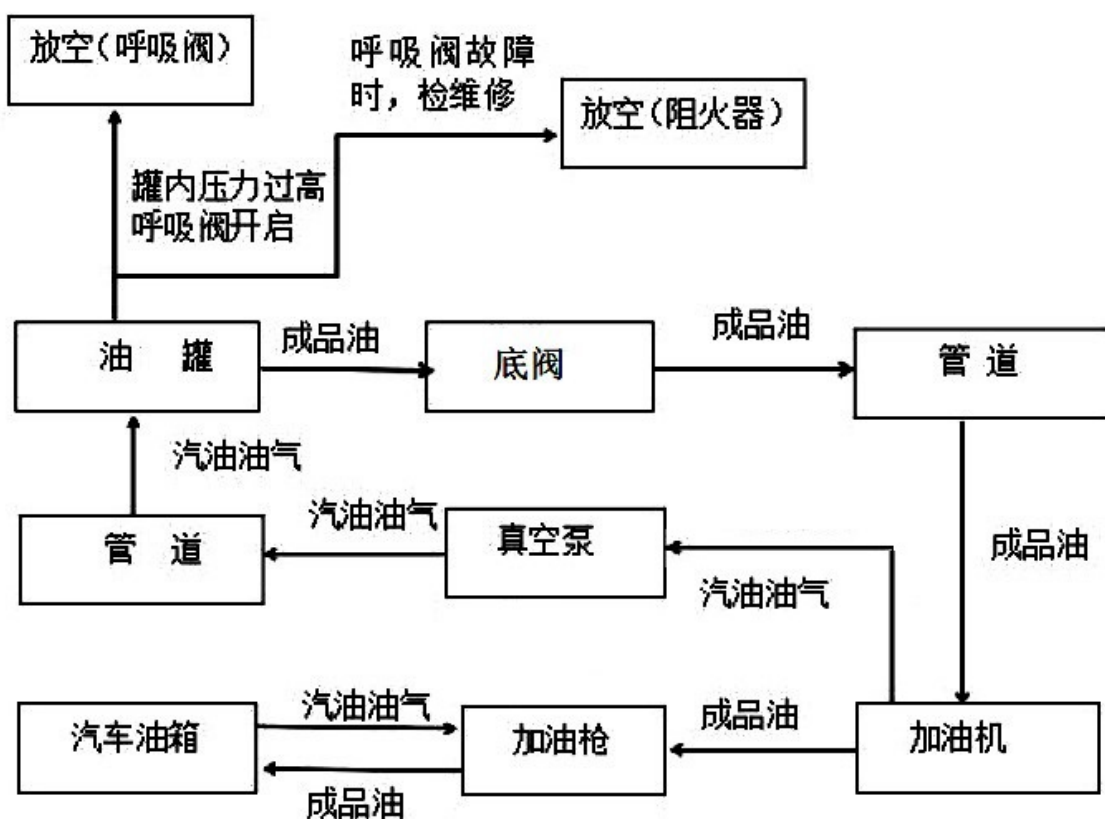 放空(呼吸阀)
呼吸阀故障
时，检维修
放空(阻火器)
罐内压力过高
呼吸阀开启
油 罐
成品油
底阀
成品油
管 道
汽油油气
成品油
管 道
汽油油气
真空泵
汽油油气
汽车油箱
汽油油气
成品油
加油枪
成品油
加油机